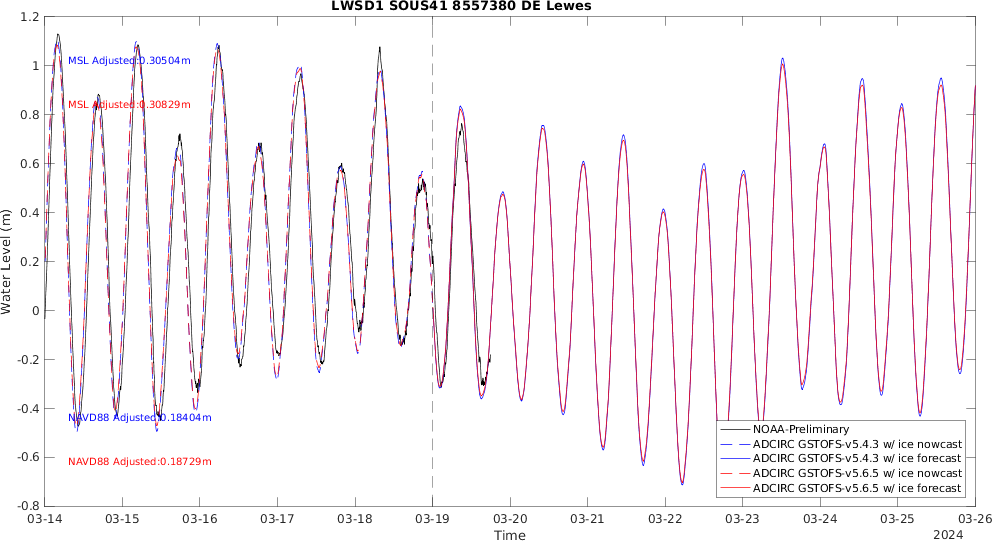 LWSD1 SOUS41 8557380 DE Lewes
1.2
1
0.8
0.6
0.4
0.2
0
-0.2
-0.4
-0.6
-0.8
Water Level (m)
MSL Adjusted:0.30504m
MSL Adjusted:0.30829m
NAVD88 Adjusted:0.18404m
NAVD88 Adjusted:0.18729m
NOAA-Preliminary
ADCIRC GSTOFS-v5.4.3 w/ ice nowcast
ADCIRC GSTOFS-v5.4.3 w/ ice forecast
ADCIRC GSTOFS-v5.6.5 w/ ice nowcast
ADCIRC GSTOFS-v5.6.5 w/ ice forecast
03-14 03-15 03-16 03-17 03-18 03-19 03-20 03-21 03-22 03-23 03-24 03-25 03-26
Time
2024